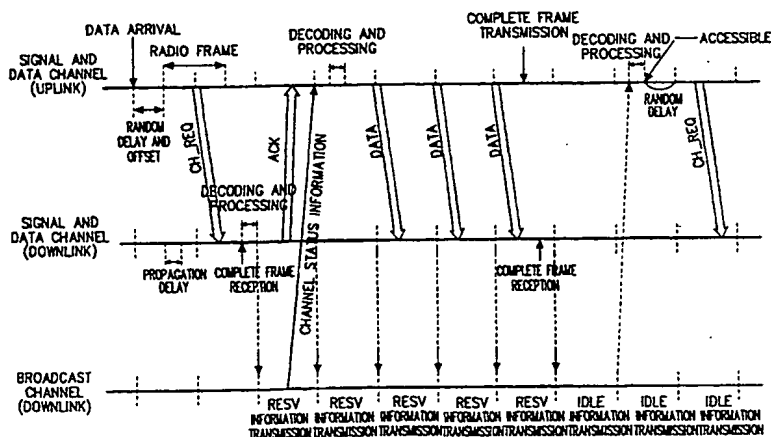 DATA ARRIVAL
RADIO FRAME
DECODING AND
PROCESSING
COMPLETE FRAME
TRANSMISSION
DECODING AND
PROCESSING
ACCESSIBLE
SIGNAL AND
DATA CHANNEL
(UPLINK)
RANDOM
DELAY AND
OFFSET
CH_REQ
DECODING AND
PROCESSING
ACK
CHANNEL STATUS INFORMATION
DATA
DATA
DATA
RANDOM
DELAY
CH_REQ
SIGNAL AND
DATA CHANNEL
(DOWNLINK)
PROPAGATION
DELAY
COMPLETE FRAME
RECEPTION
COMPLETE FRAME
RECEPTION
BROADCAST
CHANNEL
(DOWNLINK)
RESV
INFORMATION
TRANSMISSION
RESV
INFORMATION
TRANSMISSION
RESV
INFORMATION
TRANSMISSION
RESV
INFORMATION
TRANSMISSION
RESV
INFORMATION
TRANSMISSION
IDLE
INFORMATION
TRANSMISSION
IDLE
INFORMATION
TRANSMISSION
IDLE
INFORMATION
TRANSMISSION